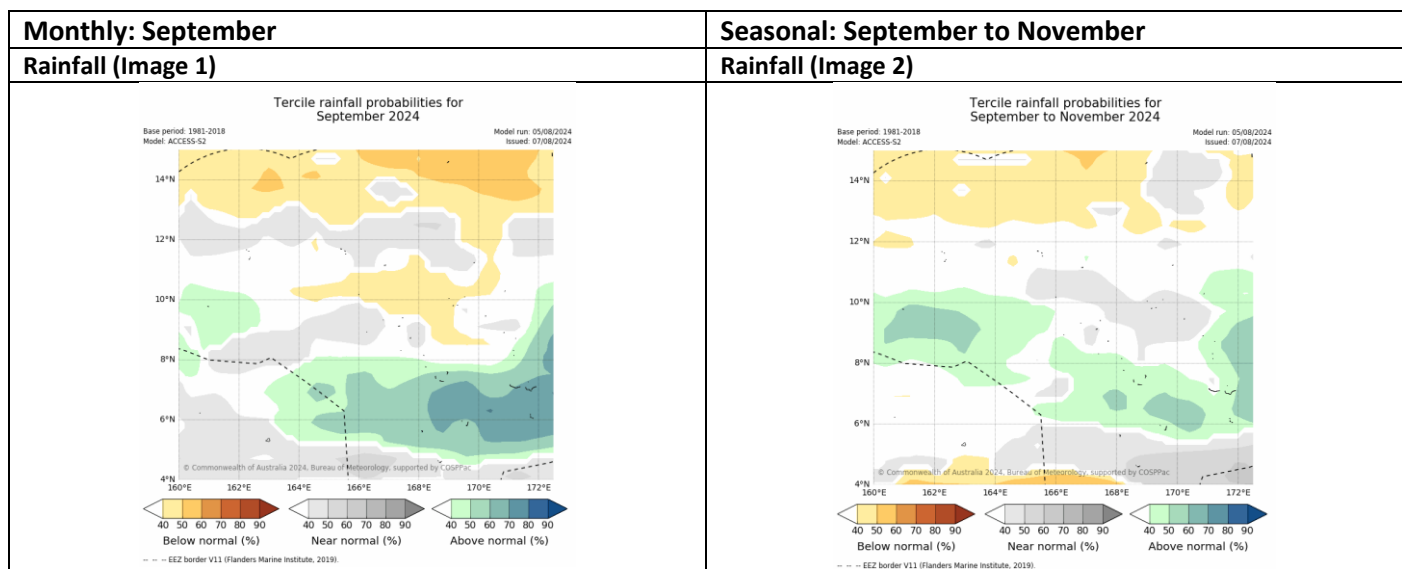 Monthly: September
Seasonal: September to November
Rainfall (Image 1)
Rainfall (Image 2)
Tercile rainfall probabilities for
September 2024
Base period: 1981-2018
Model: ACCESS-S2
Model run: 05/08/2024
Issued: 07/08/2024
14°N
12°N
10°N
8°N
6°N
4°N
© Commonwealth of Australia 2024, Bureau of Meteorology, supported by COSPPac
160°E 162°E 164°E 166°E 168°E 170°E 172°E
40 50 60 70 80 90 40 50 60 70 80 90 40 50 60 70 80 90
Below normal (%) Near normal (%) Above normal (%)
--- EEZ border V11 (Flanders Marine Institute, 2019).
Tercile rainfall probabilities for
September to November 2024
Base period: 1981-2018
Model: ACCESS-S2
Model run: 05/08/2024
Issued: 07/08/2024
14°N
12°N
10°N
8°N
6°N
4°N
© Commonwealth of Australia 2024, Bureau of Meteorology, supported by COSPPac
160°E 162°E 164°E 166°E 168°E 170°E 172°E
40 50 60 70 80 90 40 50 60 70 80 90 40 50 60 70 80 90
Below normal (%) Near normal (%) Above normal (%)
--- EEZ border V11 (Flanders Marine Institute, 2019).